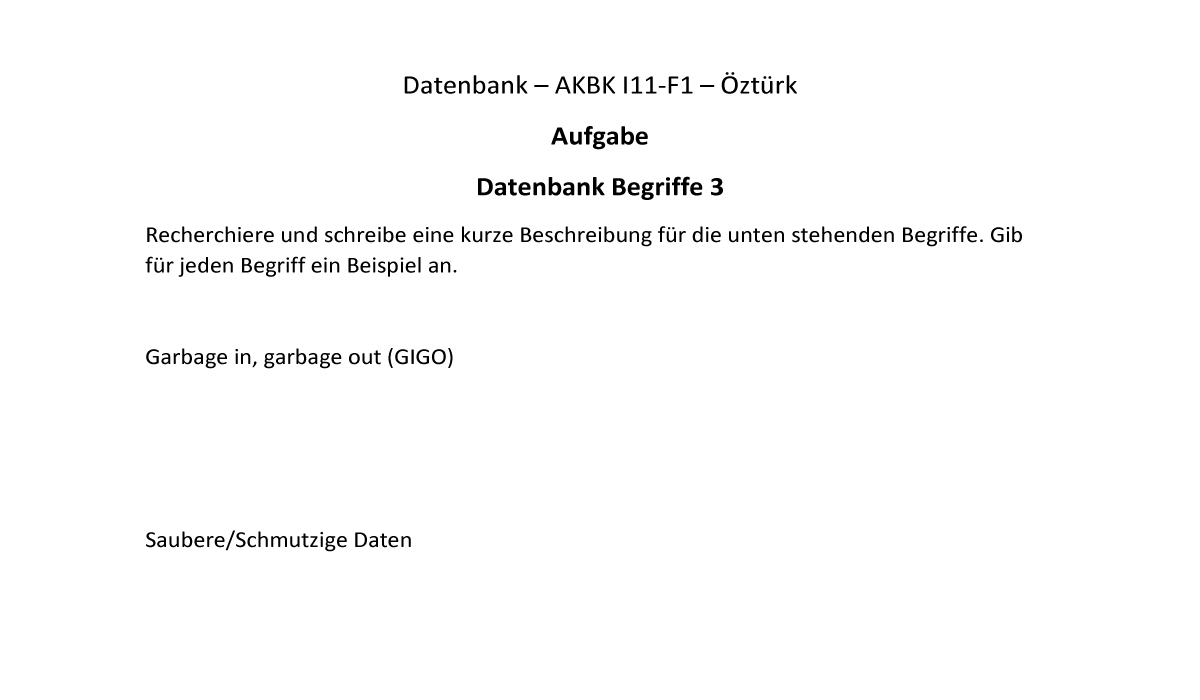 Datenbank – AKBK I11-F1 – Öztürk
Aufgabe
Datenbank Begriffe 3
Recherchiere und schreibe eine kurze Beschreibung für die unten stehenden Begriffe. Gib
für jeden Begriff ein Beispiel an.
Garbage in, garbage out (GIGO)
Saubere/Schmutzige Daten